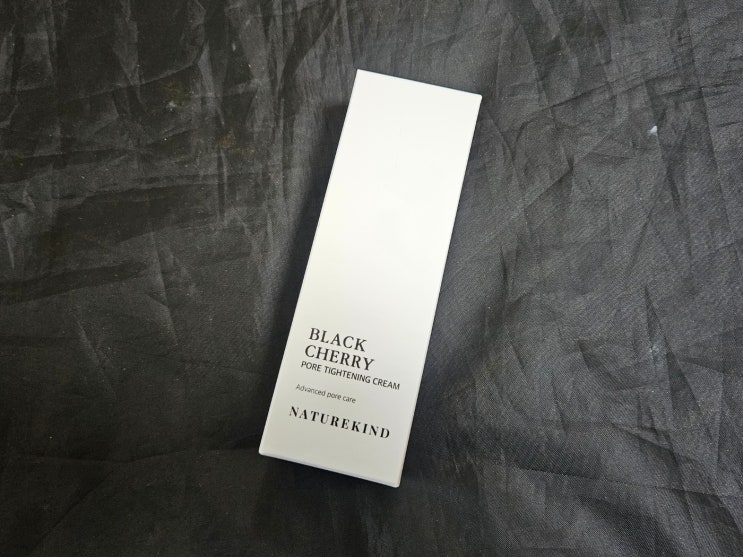 BLACK
CHERRY
PORE TIGHTENING CREAM
Advanced pore care
NATUREKIND